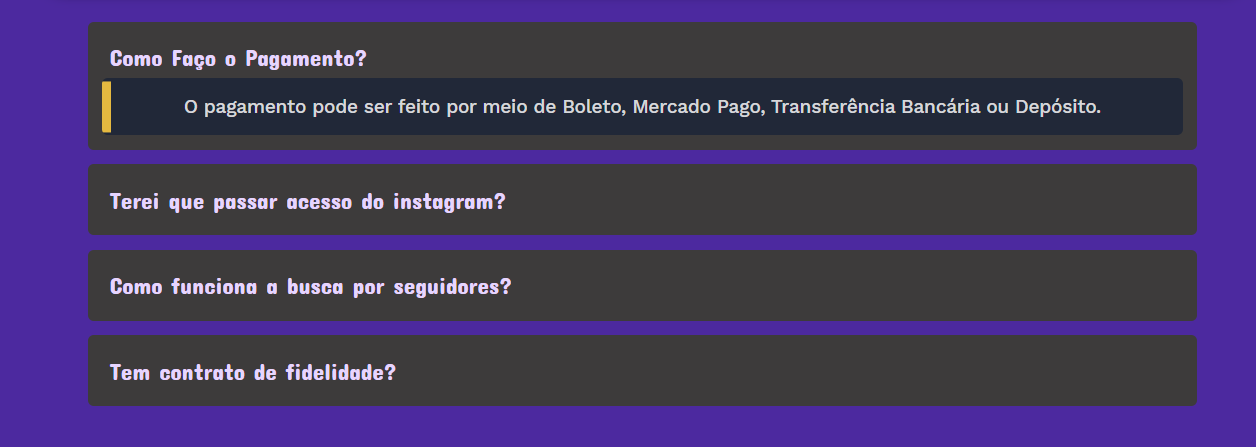 Como Faço o Pagamento?
O pagamento pode ser feito por meio de Boleto, Mercado Pago, Transferência Bancária ou Depósito.
Terei que passar acesso do instagram?
Como funciona a busca por seguidores?
Tem contrato de fidelidade?